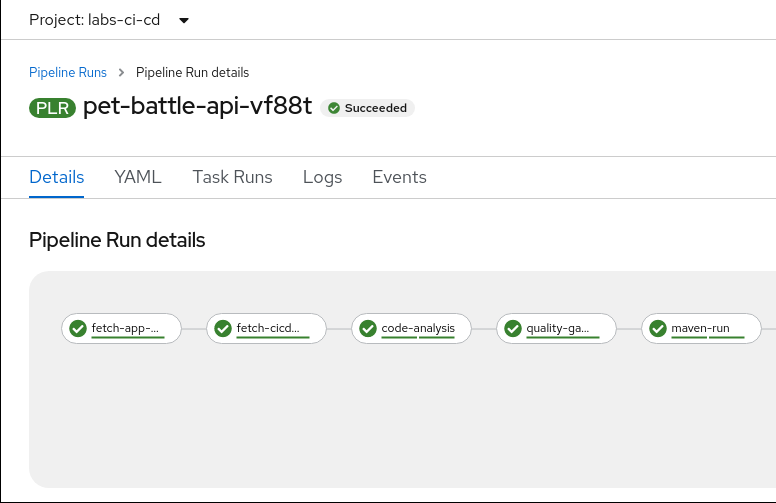 Project: labs-ci-cd
Pipeline Runs > Pipeline Run details
PLR pet-battle-api-vf88t Succeeded
Details YAML Task Runs Logs Events
Pipeline Run details
fetch-app-... fetch-cicd... code-analysis quality-ga... maven-run